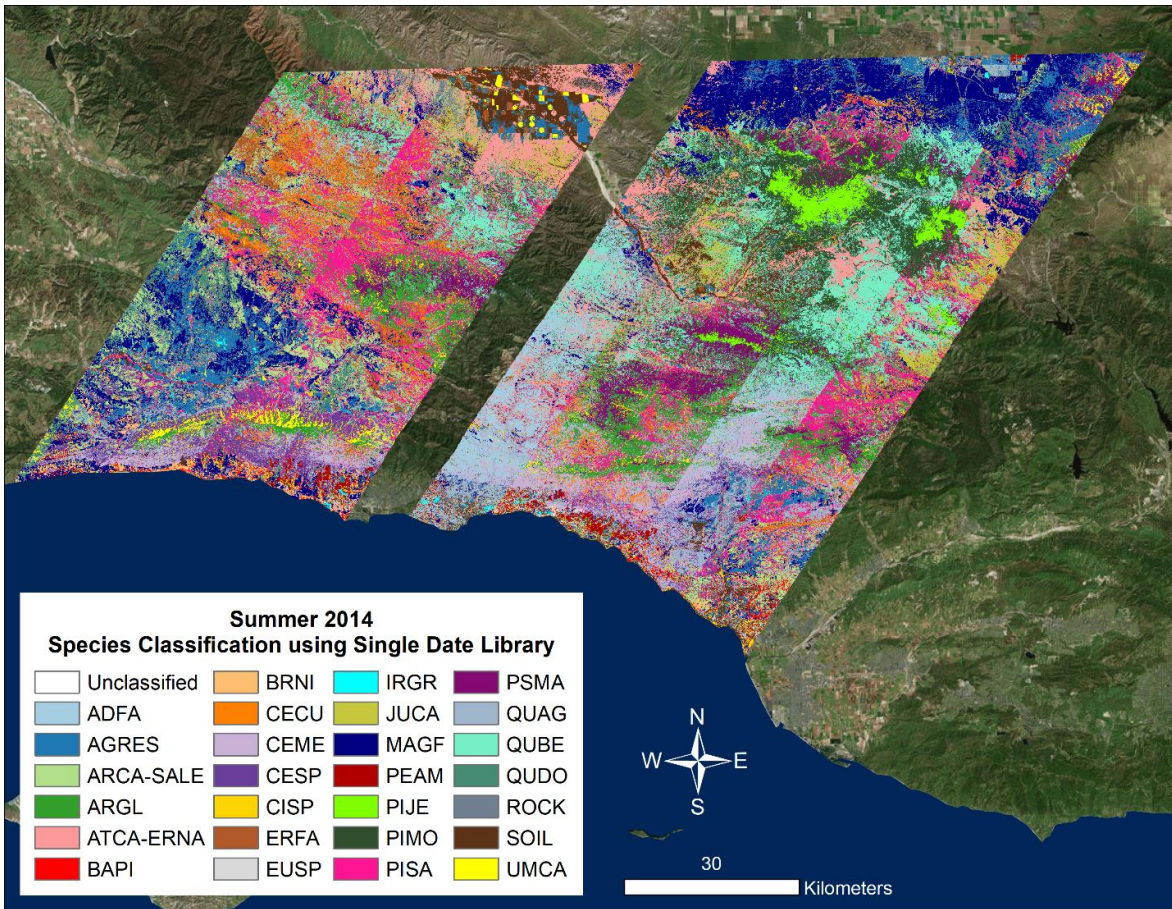 Summer 2014
Species Classification using Single Date Library
Unclassified BRNI IRGR PSMA
ADFA CECU JUCA QUAG
AGRES CEME MAGF QUBE
ARCA-SALE CESP PEAM QUDO
ARGL CISP PIJE ROCK
ATCA-ERNA ERFA PIMO SOIL
BAPI EUSP PISA UMCA
N
W E
S
30
Kilometers